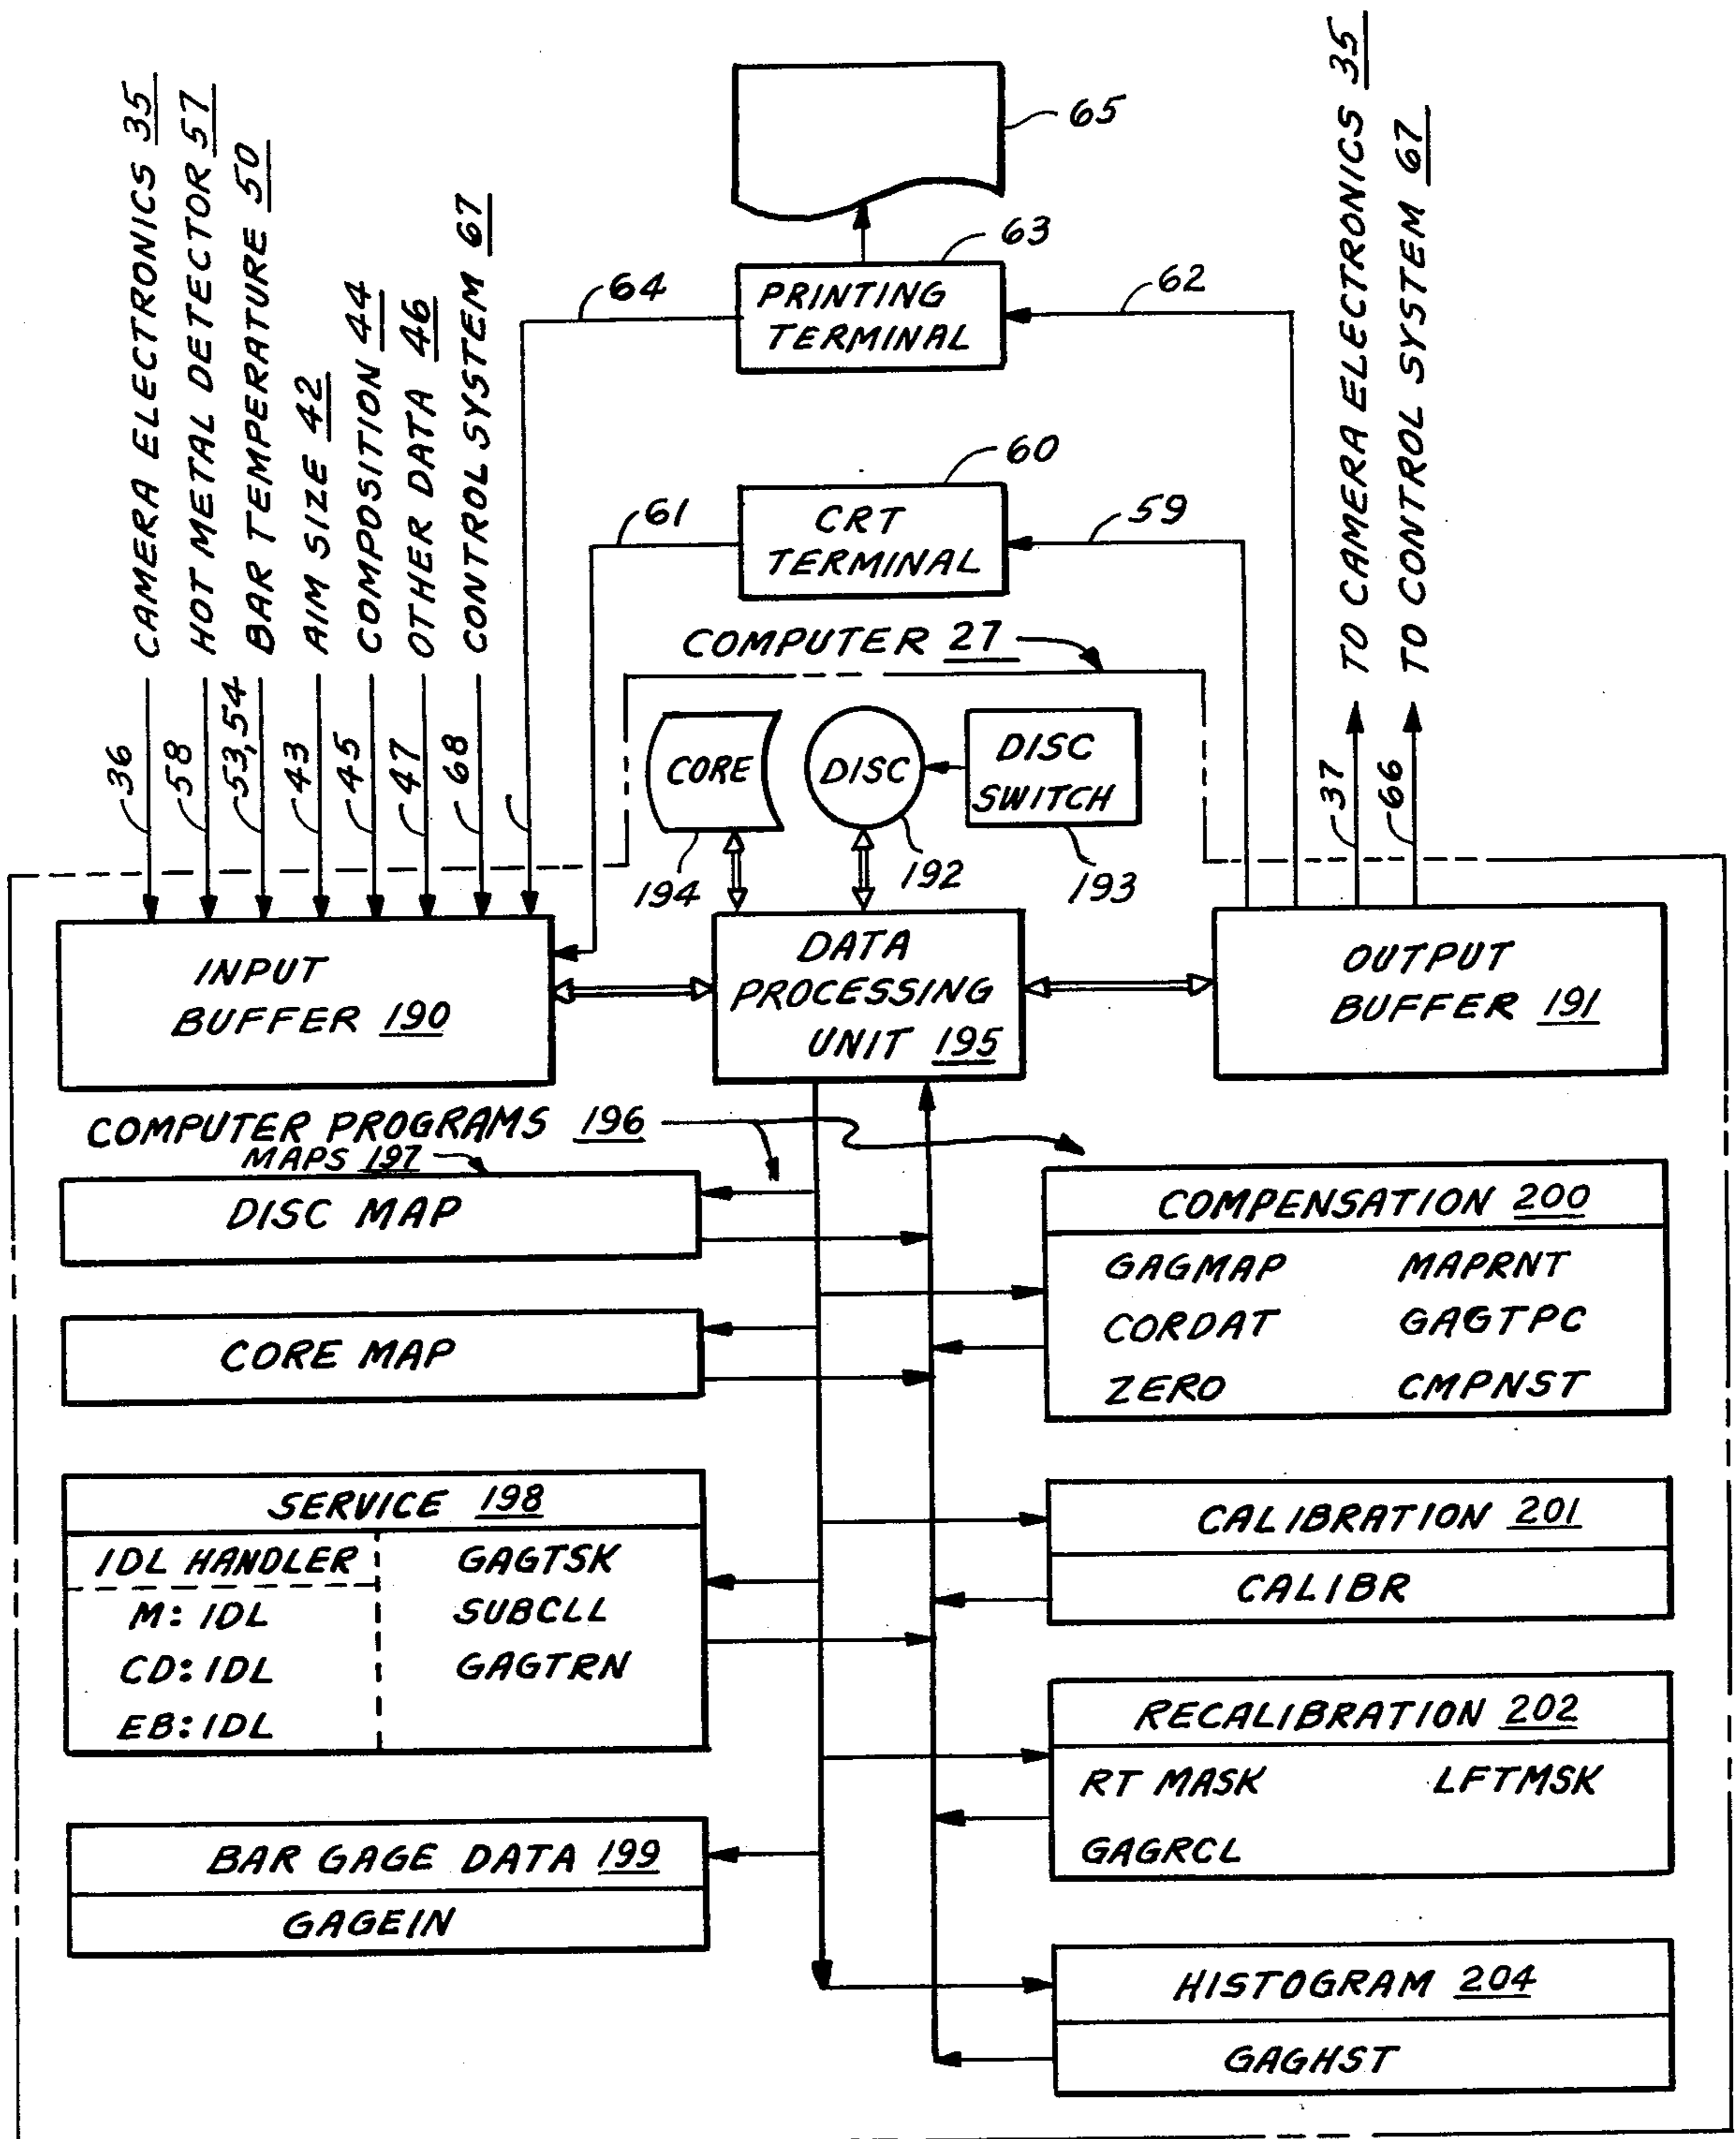 CAMERA ELECTRONICS 35
HOT METAL DETECTOR 57
BAR TEMPERATURE 50
AIM SIZE 42
COMPOSITION 44
OTHER DATA 46
CONTROL SYSTEM 67
36
58
53,54
43
45
47
68
65
63
PRINTING
TERMINAL
64
62
60
CRT
TERMINAL
61
59
TO CAMERA ELECTRONICS 35
TO CONTROL SYSTEM 67
37
66
COMPUTER 27
CORE
DISC
DISC
SWITCH
194
192
193
INPUT
BUFFER 190
DATA
PROCESSING
UNIT 195
OUTPUT
BUFFER 191
COMPUTER PROGRAMS 196
MAPS 197
DISC MAP
CORE MAP
SERVICE 198
IDL HANDLER
M:IDL
CD:IDL
EB:IDL
GAGTSK
SUBCLL
GAGTRN
BAR GAGE DATA 199
GAGEIN
COMPENSATION 200
GAGMAP MAPRNT
CORDAT GAGTPC
ZERO CMPNST
CALIBRATION 201
CALIBR
RECALIBRATION 202
RT MASK LFTMSK
GAGRCL
HISTOGRAM 204
GAGHST